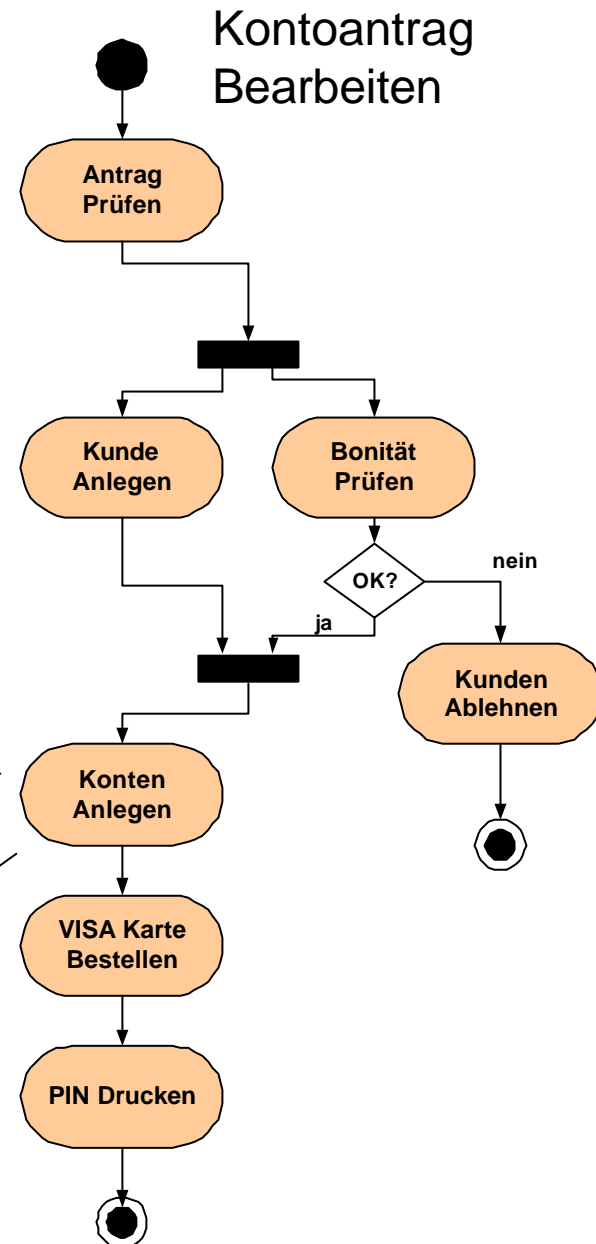 Kontoantrag
Bearbeiten
Antrag
Prüfen
Kunde
Anlegen
Bonität
Prüfen
OK?
nein
ja
Kunden
Ablehnen
Konten
Anlegen
VISA Karte
Bestellen
PIN Drucken